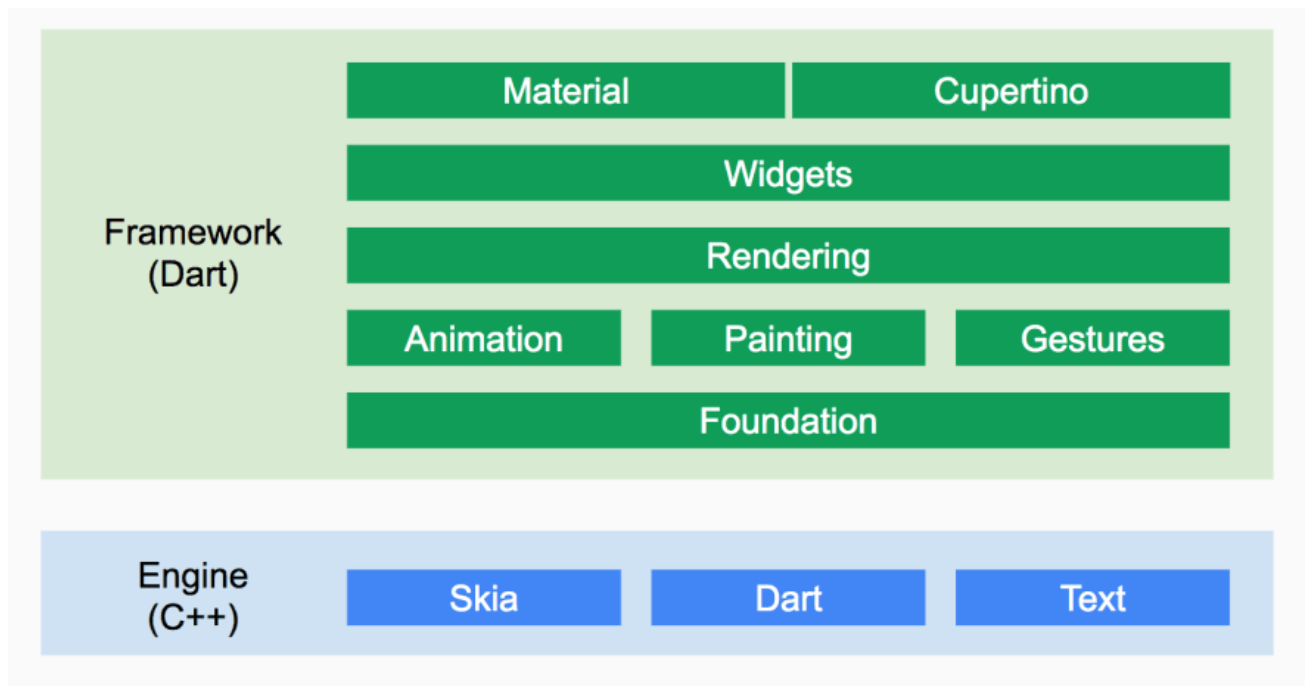 Material
Cupertino
Widgets
Framework
(Dart)
Rendering
Animation
Painting
Gestures
Foundation
Engine
(C++)
Skia
Dart
Text